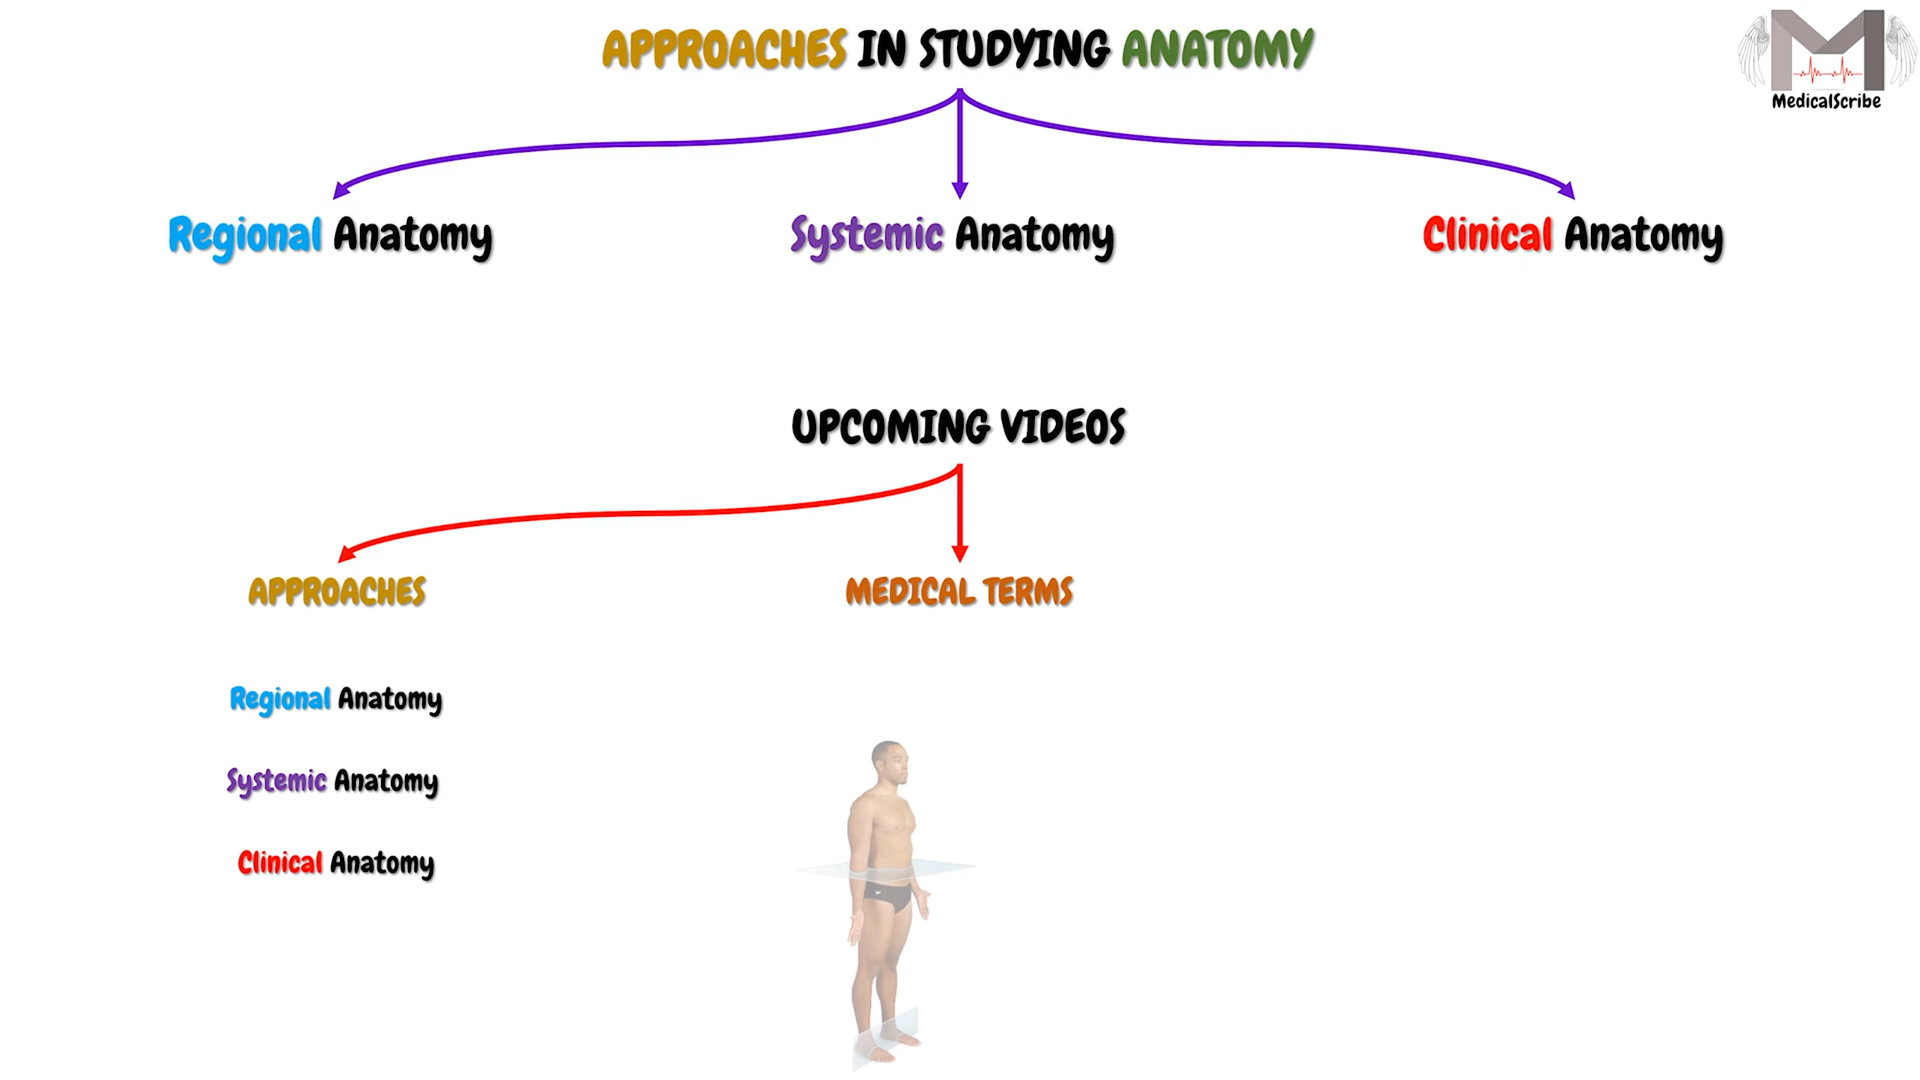 APPROACHES IN STUDYING ANATOMY
MedicalScribe
Regional Anatomy
Systemic Anatomy
Clinical Anatomy
UPCOMING VIDEOS
APPROACHES
MEDICAL TERMS
Regional Anatomy
Systemic Anatomy
Clinical Anatomy